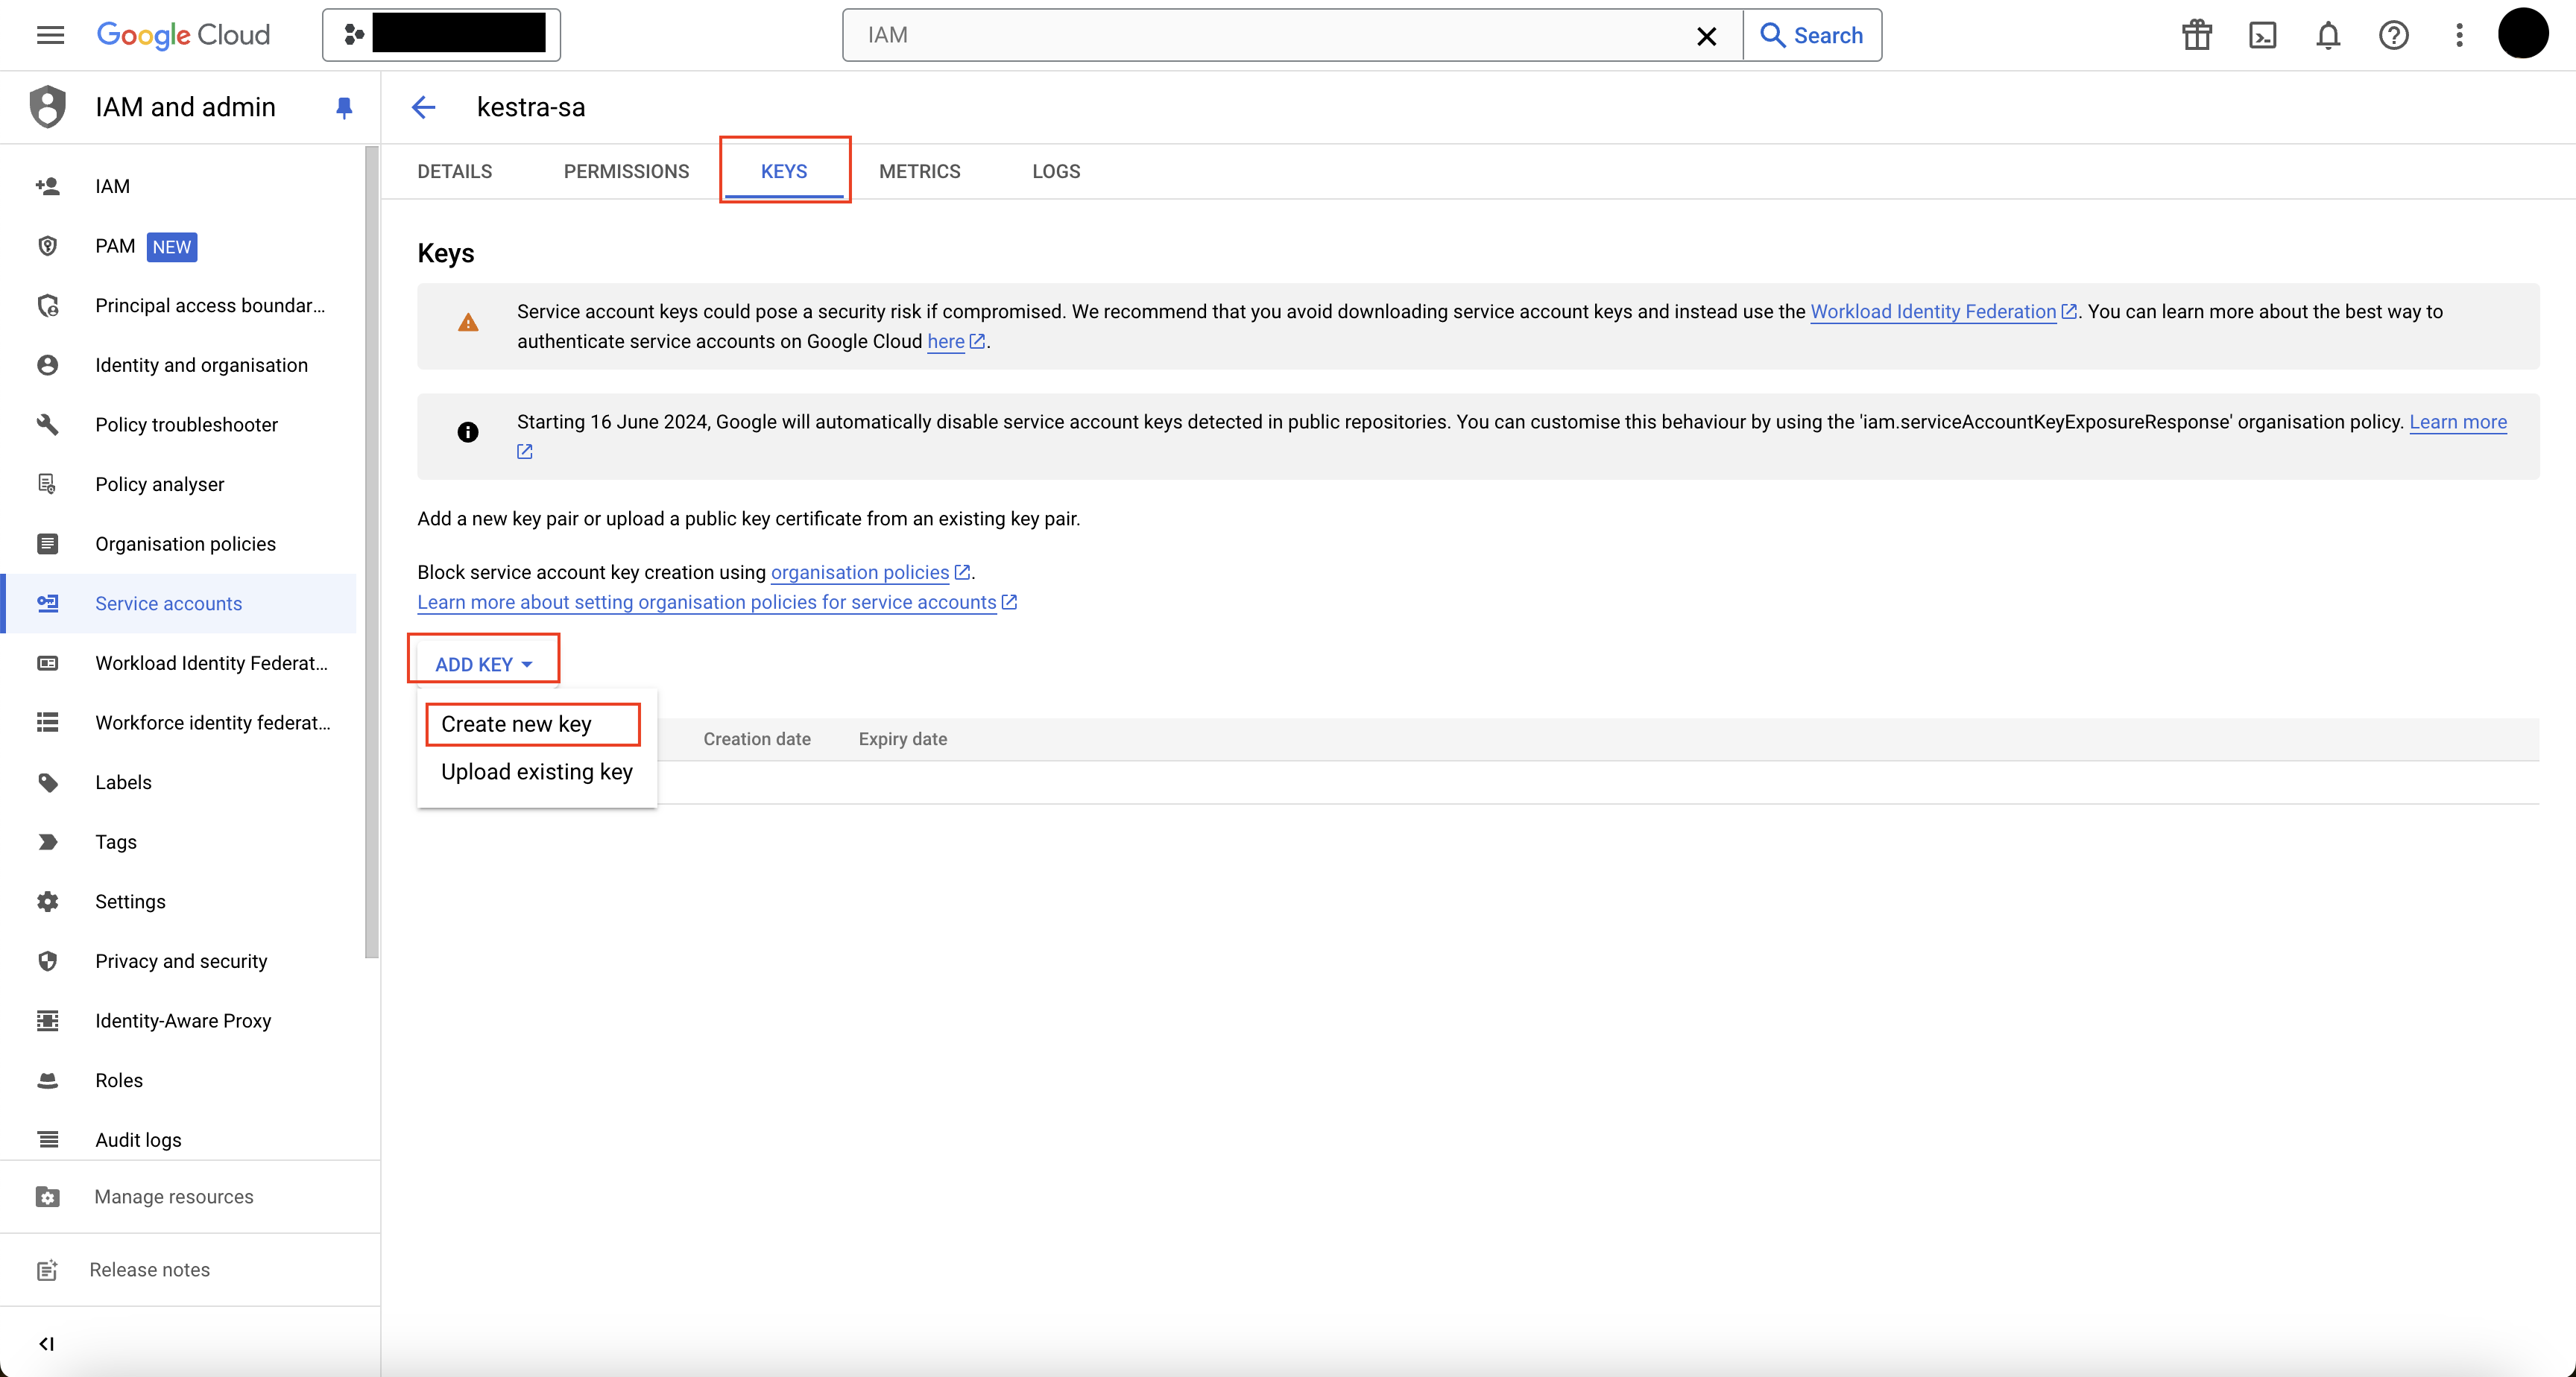 Google Cloud
IAM
Search
IAM and admin
kestra-sa
DETAILS
PERMISSIONS
KEYS
METRICS
LOGS
IAM
PAM NEW
Principal access boundar...
Identity and organisation
Policy troubleshooter
Policy analyser
Organisation policies
Service accounts
Workload Identity Federat...
Workforce identity federat...
Labels
Tags
Settings
Privacy and security
Identity-Aware Proxy
Roles
Audit logs
Manage resources
Release notes
Keys
Service account keys could pose a security risk if compromised. We recommend that you avoid downloading service account keys and instead use the Workload Identity Federation. You can learn more about the best way to
authenticate service accounts on Google Cloud here.
Starting 16 June 2024, Google will automatically disable service account keys detected in public repositories. You can customise this behaviour by using the 'iam.serviceAccountKeyExposureResponse' organisation policy. Learn more
Add a new key pair or upload a public key certificate from an existing key pair.
Block service account key creation using organisation policies.
Learn more about setting organisation policies for service accounts
ADD KEY
Create new key
Upload existing key
Creation date
Expiry date